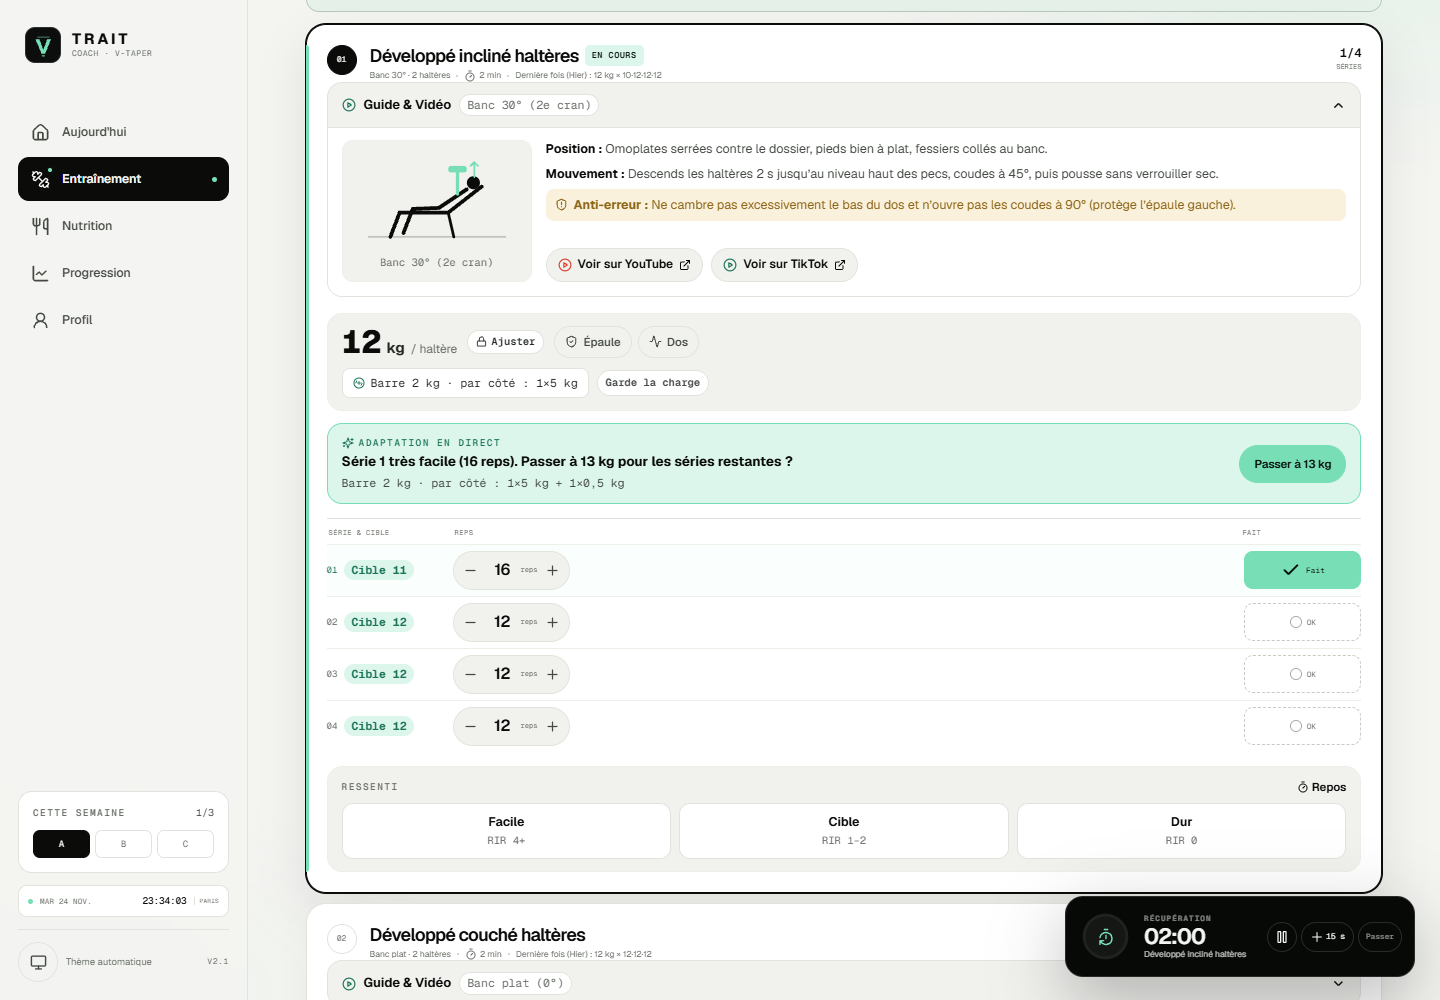 TRAIT
COACH · V-TAPER
Aujourd'hui
Entraînement
Nutrition
Progression
Profil
CETTE SEMAINE 1/3
A B C
MAR 24 NOV. 23:34:03 PARIS
Thème automatique V2.1
01 Développé incliné haltères EN COURS 1/4
SÉRIES
Banc 30° · 2 haltères · 2 min · Dernière fois (Hier) : 12 kg × 10·12·12·12
Guide & Vidéo Banc 30° (2e cran)
Banc 30° (2e cran)
Position : Omoplates serrées contre le dossier, pieds bien à plat, fessiers collés au banc.
Mouvement : Descends les haltères 2 s jusqu'au niveau haut des pecs, coudes à 45°, puis pousse sans verrouiller sec.
Anti-erreur : Ne cambre pas excessivement le bas du dos et n'ouvre pas les coudes à 90° (protège l'épaule gauche).
Voir sur YouTube Voir sur TikTok
12 kg / haltère Ajuster Épaule Dos
Barre 2 kg · par côté : 1×5 kg Garde la charge
ADAPTATION EN DIRECT
Série 1 très facile (16 reps). Passer à 13 kg pour les séries restantes ?
Barre 2 kg · par côté : 1×5 kg + 1×0,5 kg
Passer à 13 kg
SÉRIE & CIBLE REPS FAIT
01 Cible 11 − 16 reps + Fait
02 Cible 12 − 12 reps + OK
03 Cible 12 − 12 reps + OK
04 Cible 12 − 12 reps + OK
RESSENTI Repos
Facile Cible Dur
RIR 4+ RIR 1–2 RIR 0
02 Développé couché haltères
Banc plat · 2 haltères · 2 min · Dernière fois (Hier) : 12 kg × 12·12·12
Guide & Vidéo Banc plat (0°)
RÉCUPÉRATION
02:00
Développé incliné haltères
+ 15 s Passer